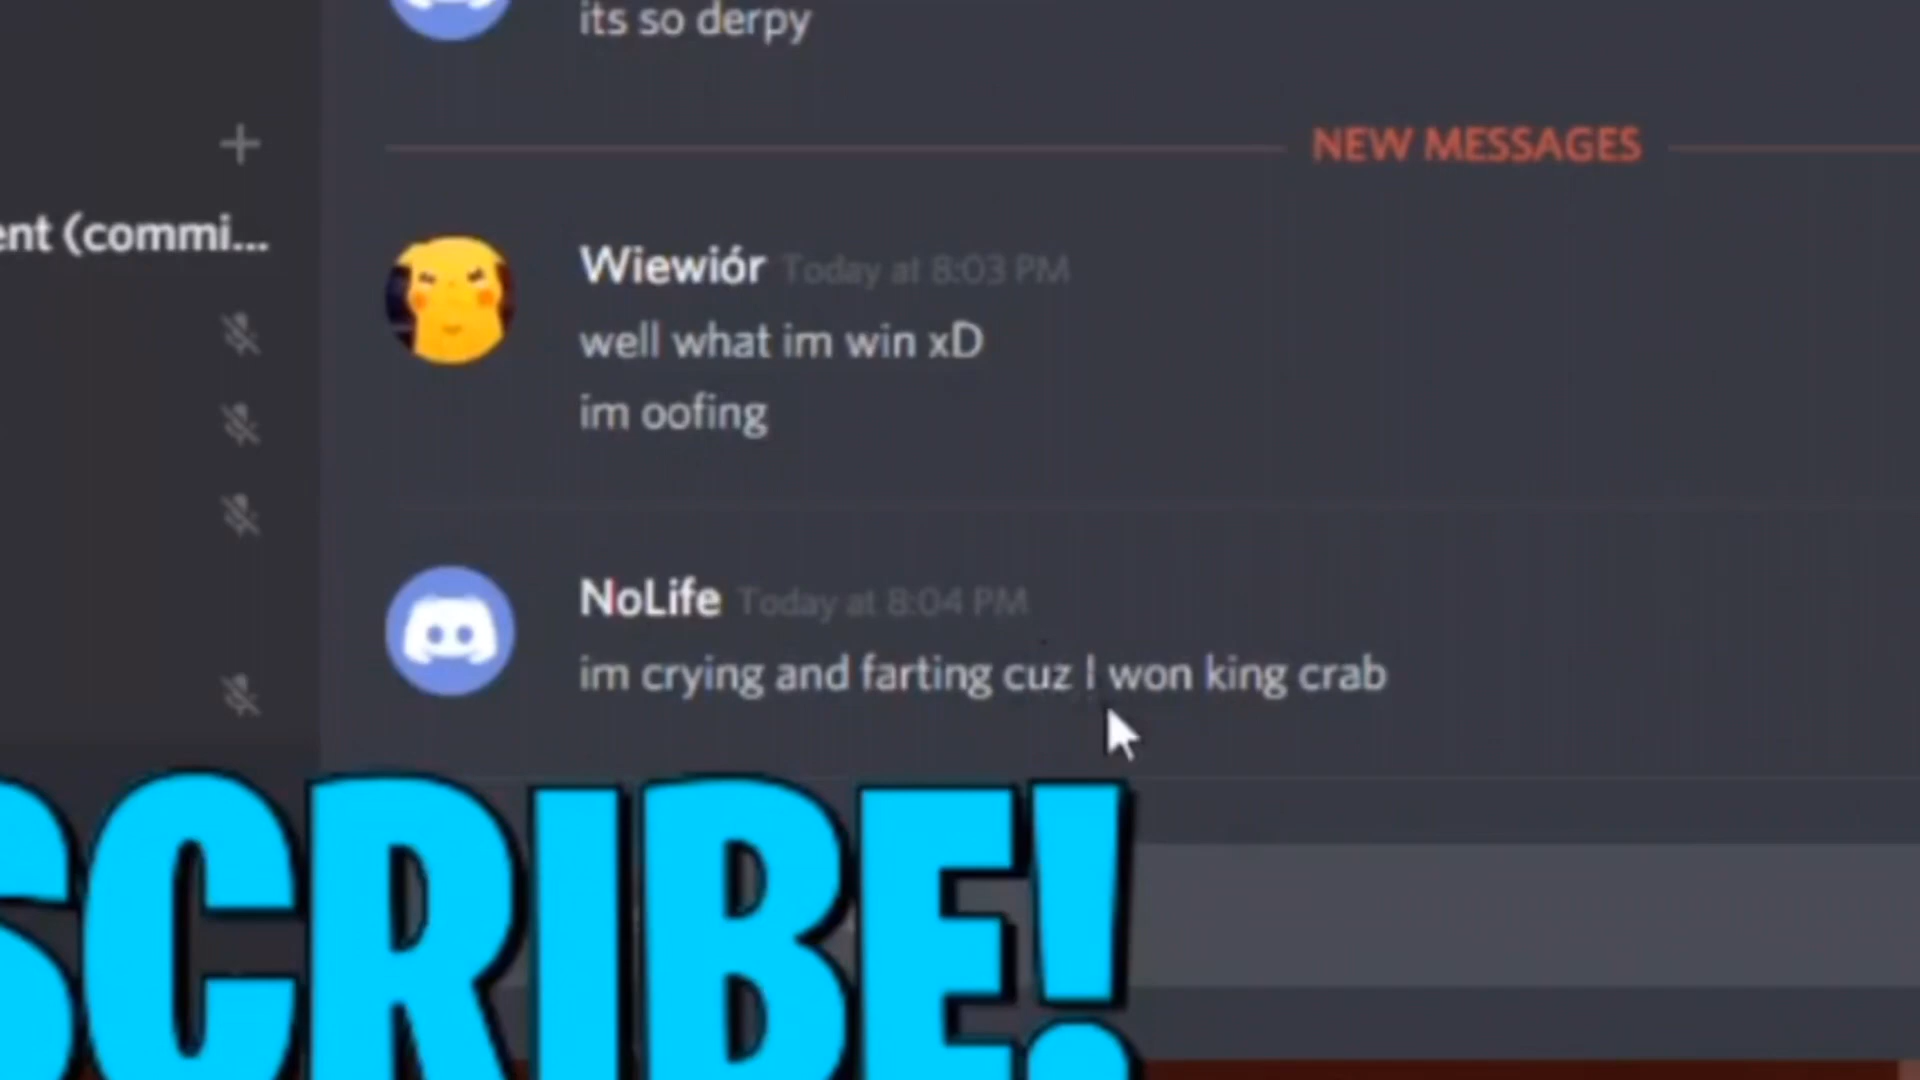 its so derpy
NEW MESSAGES
ent (commi...
Wiewiór Today at 8:03 PM
well what im win xD
im oofing
NoLife Today at 8:04 PM
im crying and farting cuz I won king crab
SCRIBE!